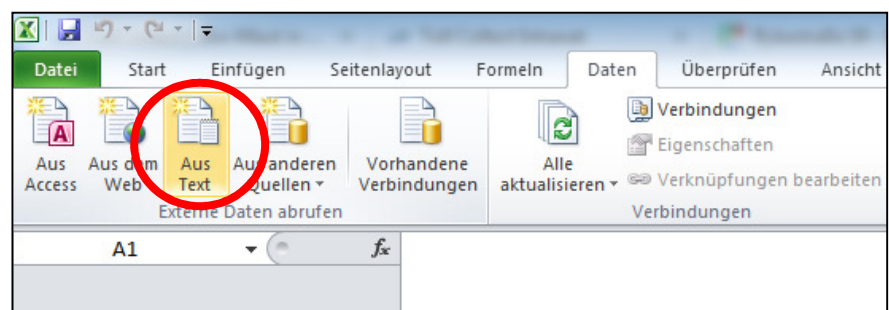 Datei Start Einfügen Seitenlayout Formeln Daten Überprüfen Ansicht
Aus Access
Aus dem Web
Aus Text
Aus anderen Quellen
Vorhandene Verbindungen
Alle aktualisieren
Verbindungen
Eigenschaften
Verknüpfungen bearbeiten
Externe Daten abrufen
Verbindungen
A1
fx